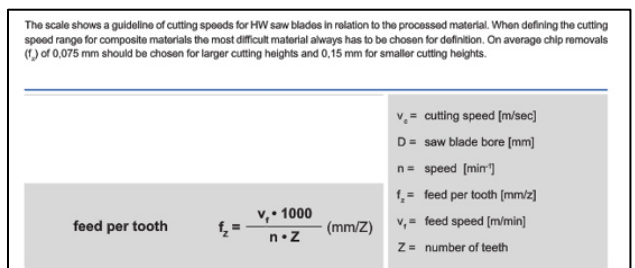 The scale shows a guideline of cutting speeds for HW saw blades in relation to the processed material. When defining the cutting
speed range for composite materials the most difficult material always has to be chosen for definition. On average chip removals
(fz) of 0,075 mm should be chosen for larger cutting heights and 0,15 mm for smaller cutting heights.
vs = cutting speed [m/sec]
D = saw blade bore [mm]
n = speed [min-1]
fz = feed per tooth [mm/z]
vf = feed speed [m/min]
Z = number of teeth
feed per tooth fz = vf • 1000 / n • Z (mm/Z)